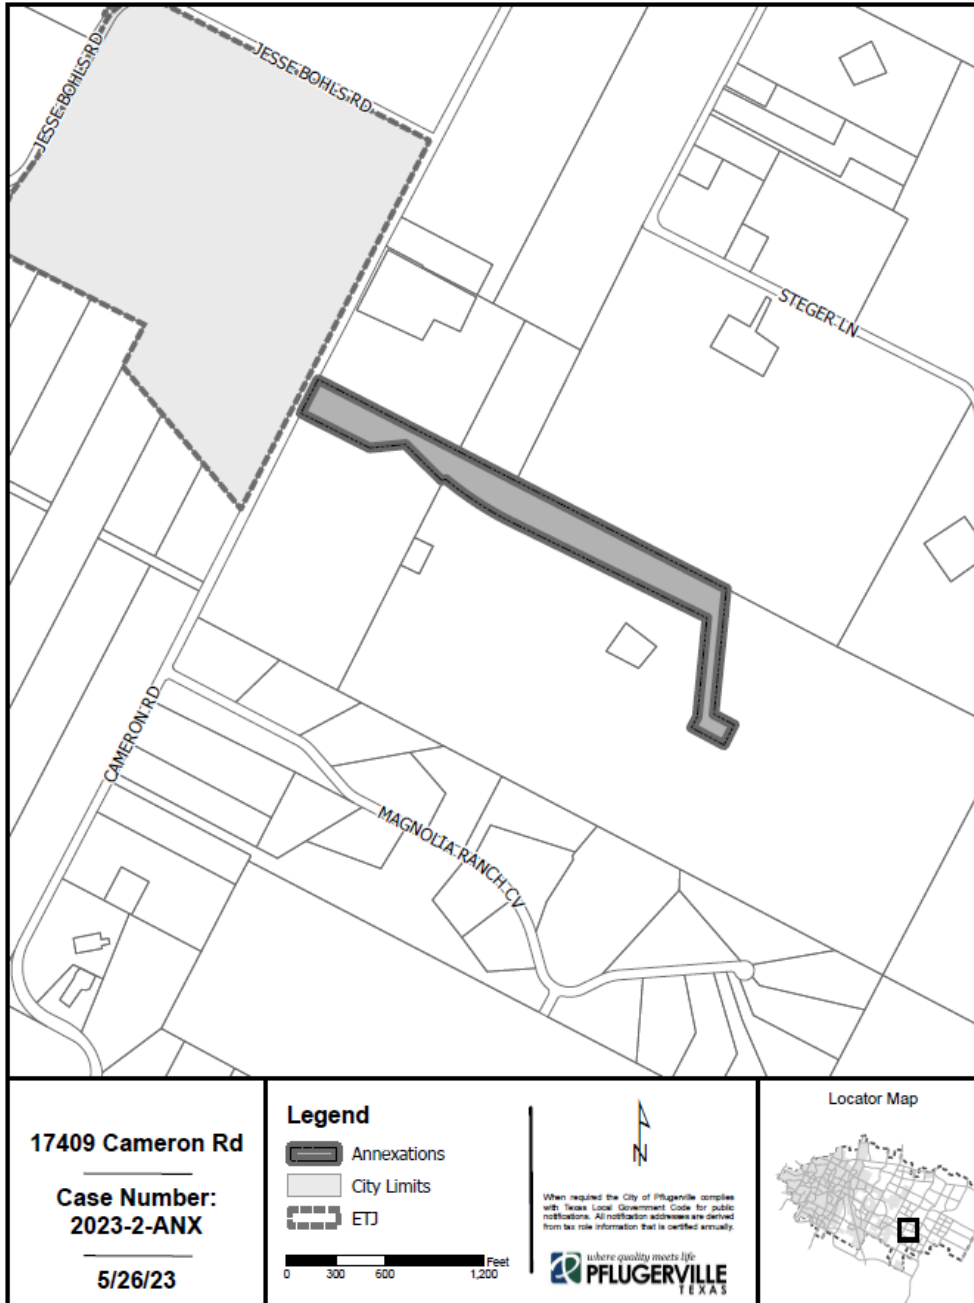 JESSE BOHLS RD
JESSE BOHLS RD
STEGER LN
CAMERON RD
MAGNOLIA RANCH CV
17409 Cameron Rd
Case Number:
2023-2-ANX
5/26/23
Legend
Annexations
City Limits
ETJ
Feet
0 300 600 1,200
N
When required the City of Pflugerville complies
with Texas Local Government Code for public
notifications. All notification addresses are derived
from tax role information that is certified annually.
where quality meets life
PFLUGERVILLE
TEXAS
Locator Map